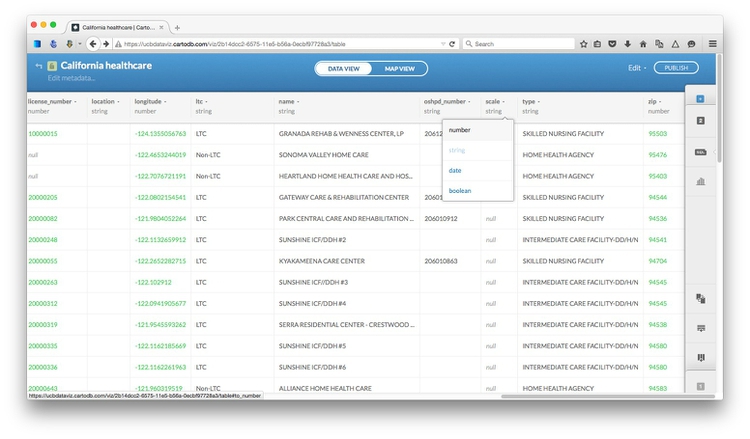 California healthcare | Carto...
https://ucbdataviz.cartodb.com/viz/2b14dcc2-6575-11e5-b56a-0ecbf97728a3/table
Search
California healthcare
Edit metadata...
DATA VIEW MAP VIEW
Edit PUBLISH
license_number location longitude ltc name oshpd_number scale type zip
number string number string string string string string number
10000015 -124.1355056763 LTC GRANADA REHAB & WENNESS CENTER, LP 20612 SKILLED NURSING FACILITY 95503
null -122.4653244019 Non-LTC SONOMA VALLEY HOME CARE HOME HEALTH AGENCY 95476
null -122.7076721191 Non-LTC HEARTLAND HOME HEALTH CARE AND HOS... HOME HEALTH AGENCY 95403
number
string
date
boolean
20000205 -122.0802154541 LTC GATEWAY CARE & REHABILITATION CENTER SKILLED NURSING FACILITY 94544
20000082 -121.9804052264 LTC PARK CENTRAL CARE AND REHABILITATION ... 206010912 null SKILLED NURSING FACILITY 94536
20000248 -122.1132659912 LTC SUNSHINE ICF/DDH #2 null INTERMEDIATE CARE FACILITY-DD/H/N 94541
20000055 -122.2652282715 LTC KYAKAMEENA CARE CENTER 206010863 null SKILLED NURSING FACILITY 94704
20000263 -122.102912 LTC SUNSHINE ICF//DDH #3 null INTERMEDIATE CARE FACILITY-DD/H/N 94545
20000312 -122.0941905677 LTC SUNSHINE ICF/DDH #4 null INTERMEDIATE CARE FACILITY-DD/H/N 94545
20000319 -121.9545593262 LTC SERRA RESIDENTIAL CENTER - CRESTWOOD ... null INTERMEDIATE CARE FACILITY-DD/H/N 94538
20000335 -122.1162185669 LTC SUNSHINE ICF/DDH #5 null INTERMEDIATE CARE FACILITY-DD/H/N 94580
20000336 -122.1162261963 LTC SUNSHINE ICF/DDH #6 null INTERMEDIATE CARE FACILITY-DD/H/N 94580
20000643 -121.960319519 Non-LTC ALLIANCE HOME HEALTH CARE null HOME HEALTH AGENCY 94583
https://ucbdataviz.cartodb.com/viz/2b14dcc2-6575-11e5-b56a-0ecbf97728a3/table#to_number